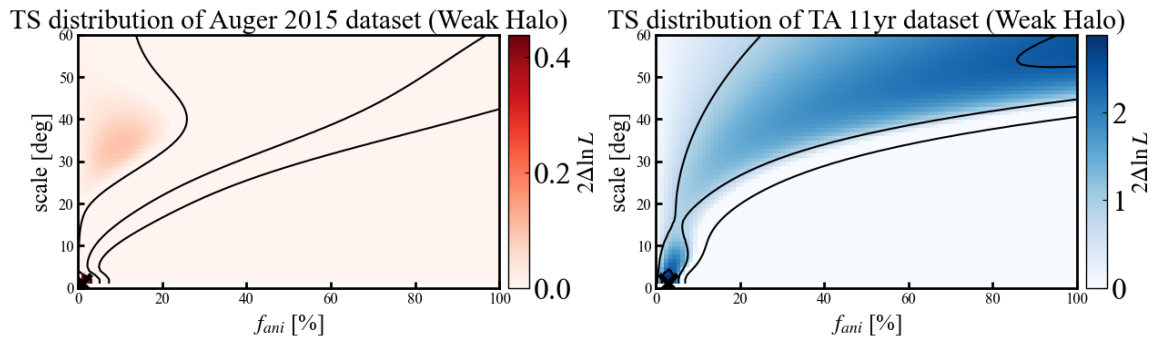 TS distribution of Auger 2015 dataset (Weak Halo)
60
50
40
30
20
10
0
scale [deg]
0 20 40 60 80 100
f_ani [%]
0.4
0.2
0.0
2Δln L
TS distribution of TA 11yr dataset (Weak Halo)
60
50
40
30
20
10
0
scale [deg]
0 20 40 60 80 100
f_ani [%]
2
1
0
2Δln L